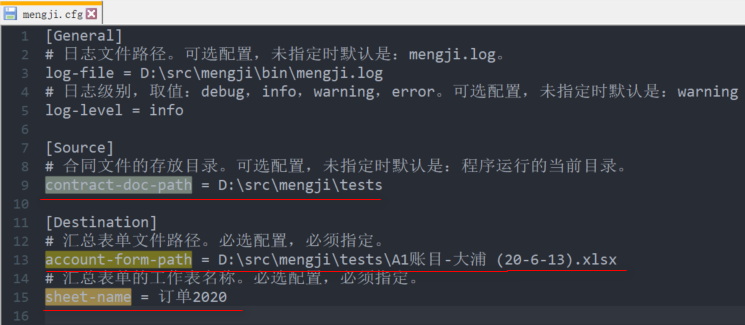 mengji.cfg
1 [General]
2 # 日志文件路径。可选配置，未指定时默认是：mengji.log。
3 log-file = D:\src\mengji\bin\mengji.log
4 # 日志级别，取值：debug，info，warning，error。可选配置，未指定时默认是：warning
5 log-level = info
6
7 [Source]
8 # 合同文件的存放目录。可选配置，未指定时默认是：程序运行的当前目录。
9 contract-doc-path = D:\src\mengji\tests
10
11 [Destination]
12 # 汇总表单文件路径。必选配置，必须指定。
13 account-form-path = D:\src\mengji\tests\A1账目-大浦 (20-6-13).xlsx
14 # 汇总表单的工作表名称。必选配置，必须指定。
15 sheet-name = 订单2020
16